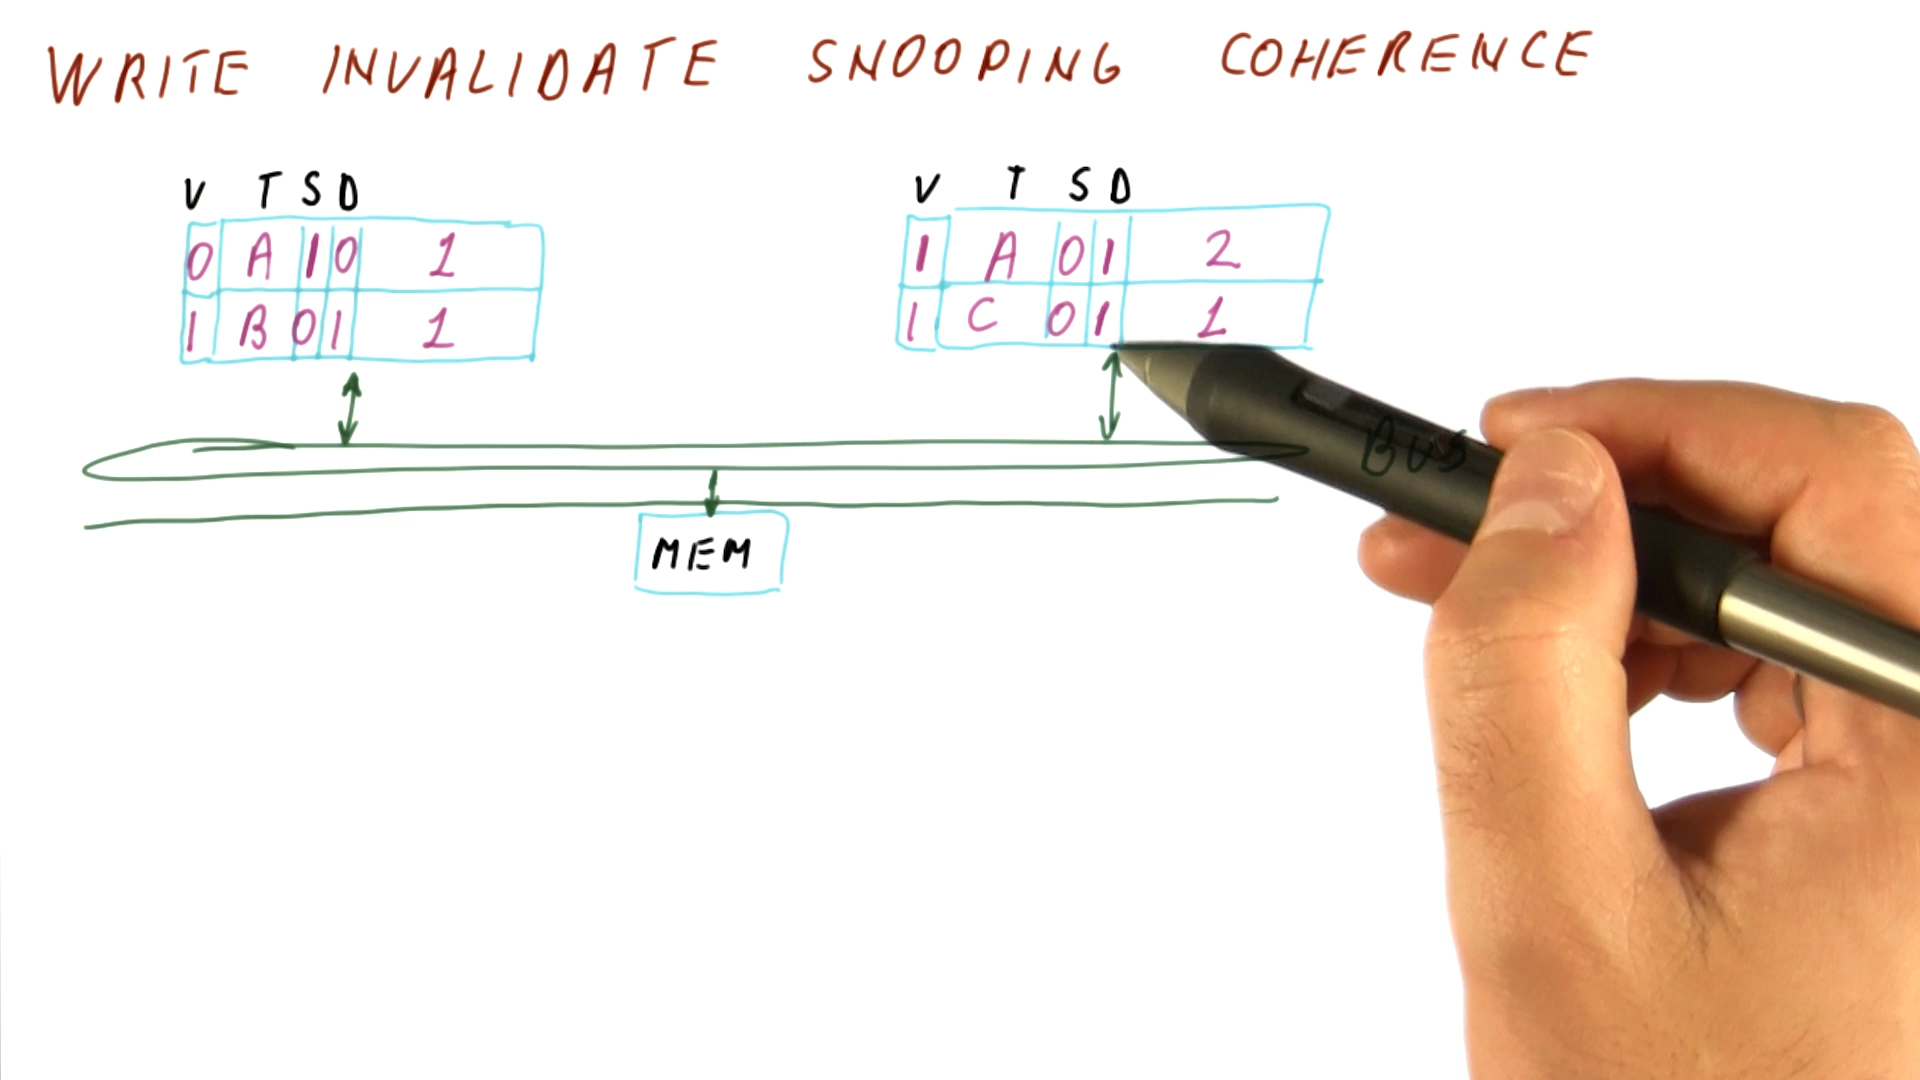 WRITE INVALIDATE SNOOPING COHERENCE
V T S D
0 A 1 0 1
1 B 0 1 1
V T S D
1 A 0 1 2
1 C 0 1 1
BUS
MEM